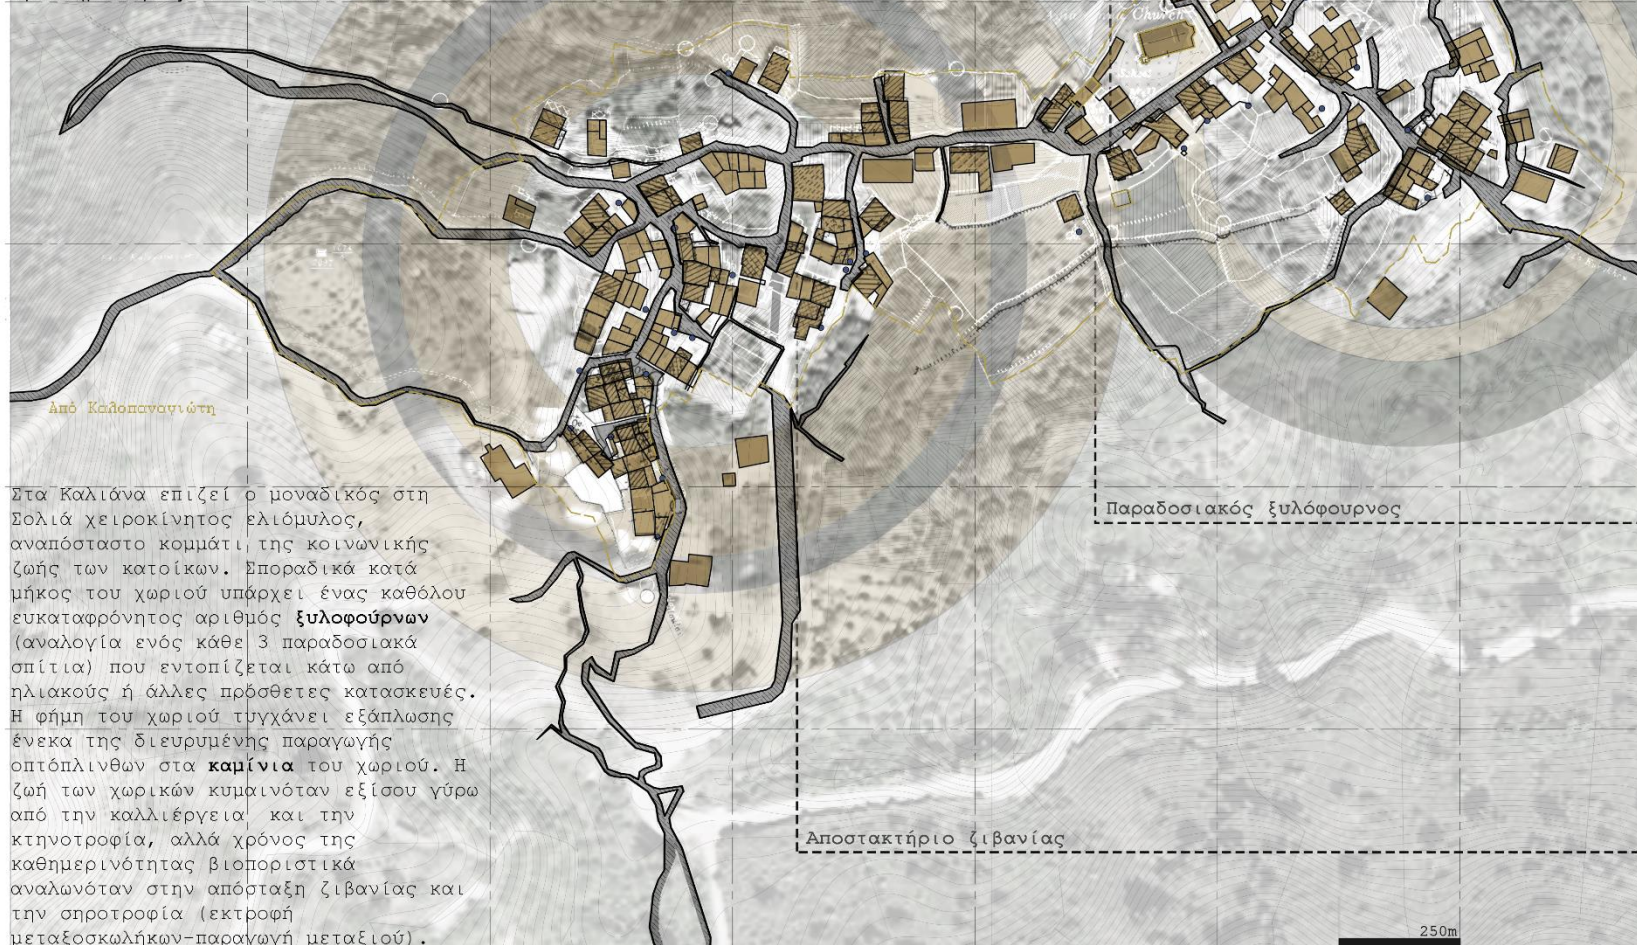 Church
Από Καλοπαναγιώτη
Στα Καλιάνα επιζεί ο μοναδικός στη
Σολιά χειροκίνητος ελιόμυλος,
αναπόσταστο κομμάτι της κοινωνικής
ζωής των κατοίκων. Σποραδικά κατά
μήκος του χωριού υπάρχει ένας καθόλου
ευκαταφρόνητος αριθμός ξυλοφούρνων
(αναλογία ενός κάθε 3 παραδοσιακά
σπίτια) που εντοπίζεται κάτω από
ηλιακούς ή άλλες πρόσθετες κατασκευές.
Η φήμη του χωριού τυγχάνει εξάπλωσης
ένεκα της διευρυμένης παραγωγής
οπτόπλινθων στα καμίνια του χωριού. Η
ζωή των χωρικών κυμαινόταν εξίσου γύρω
από την καλλιέργεια και την
κτηνοτροφία, αλλά χρόνος της
καθημερινότητας βιοποριστικά
αναλωνόταν στην απόσταξη ζιβανίας και
την σηροτροφία (εκτροφή
μεταξοσκωλήκων-παραγωγή μεταξιού).
Παραδοσιακός ξυλόφουρνος
Αποστακτήριο ζιβανίας
250m